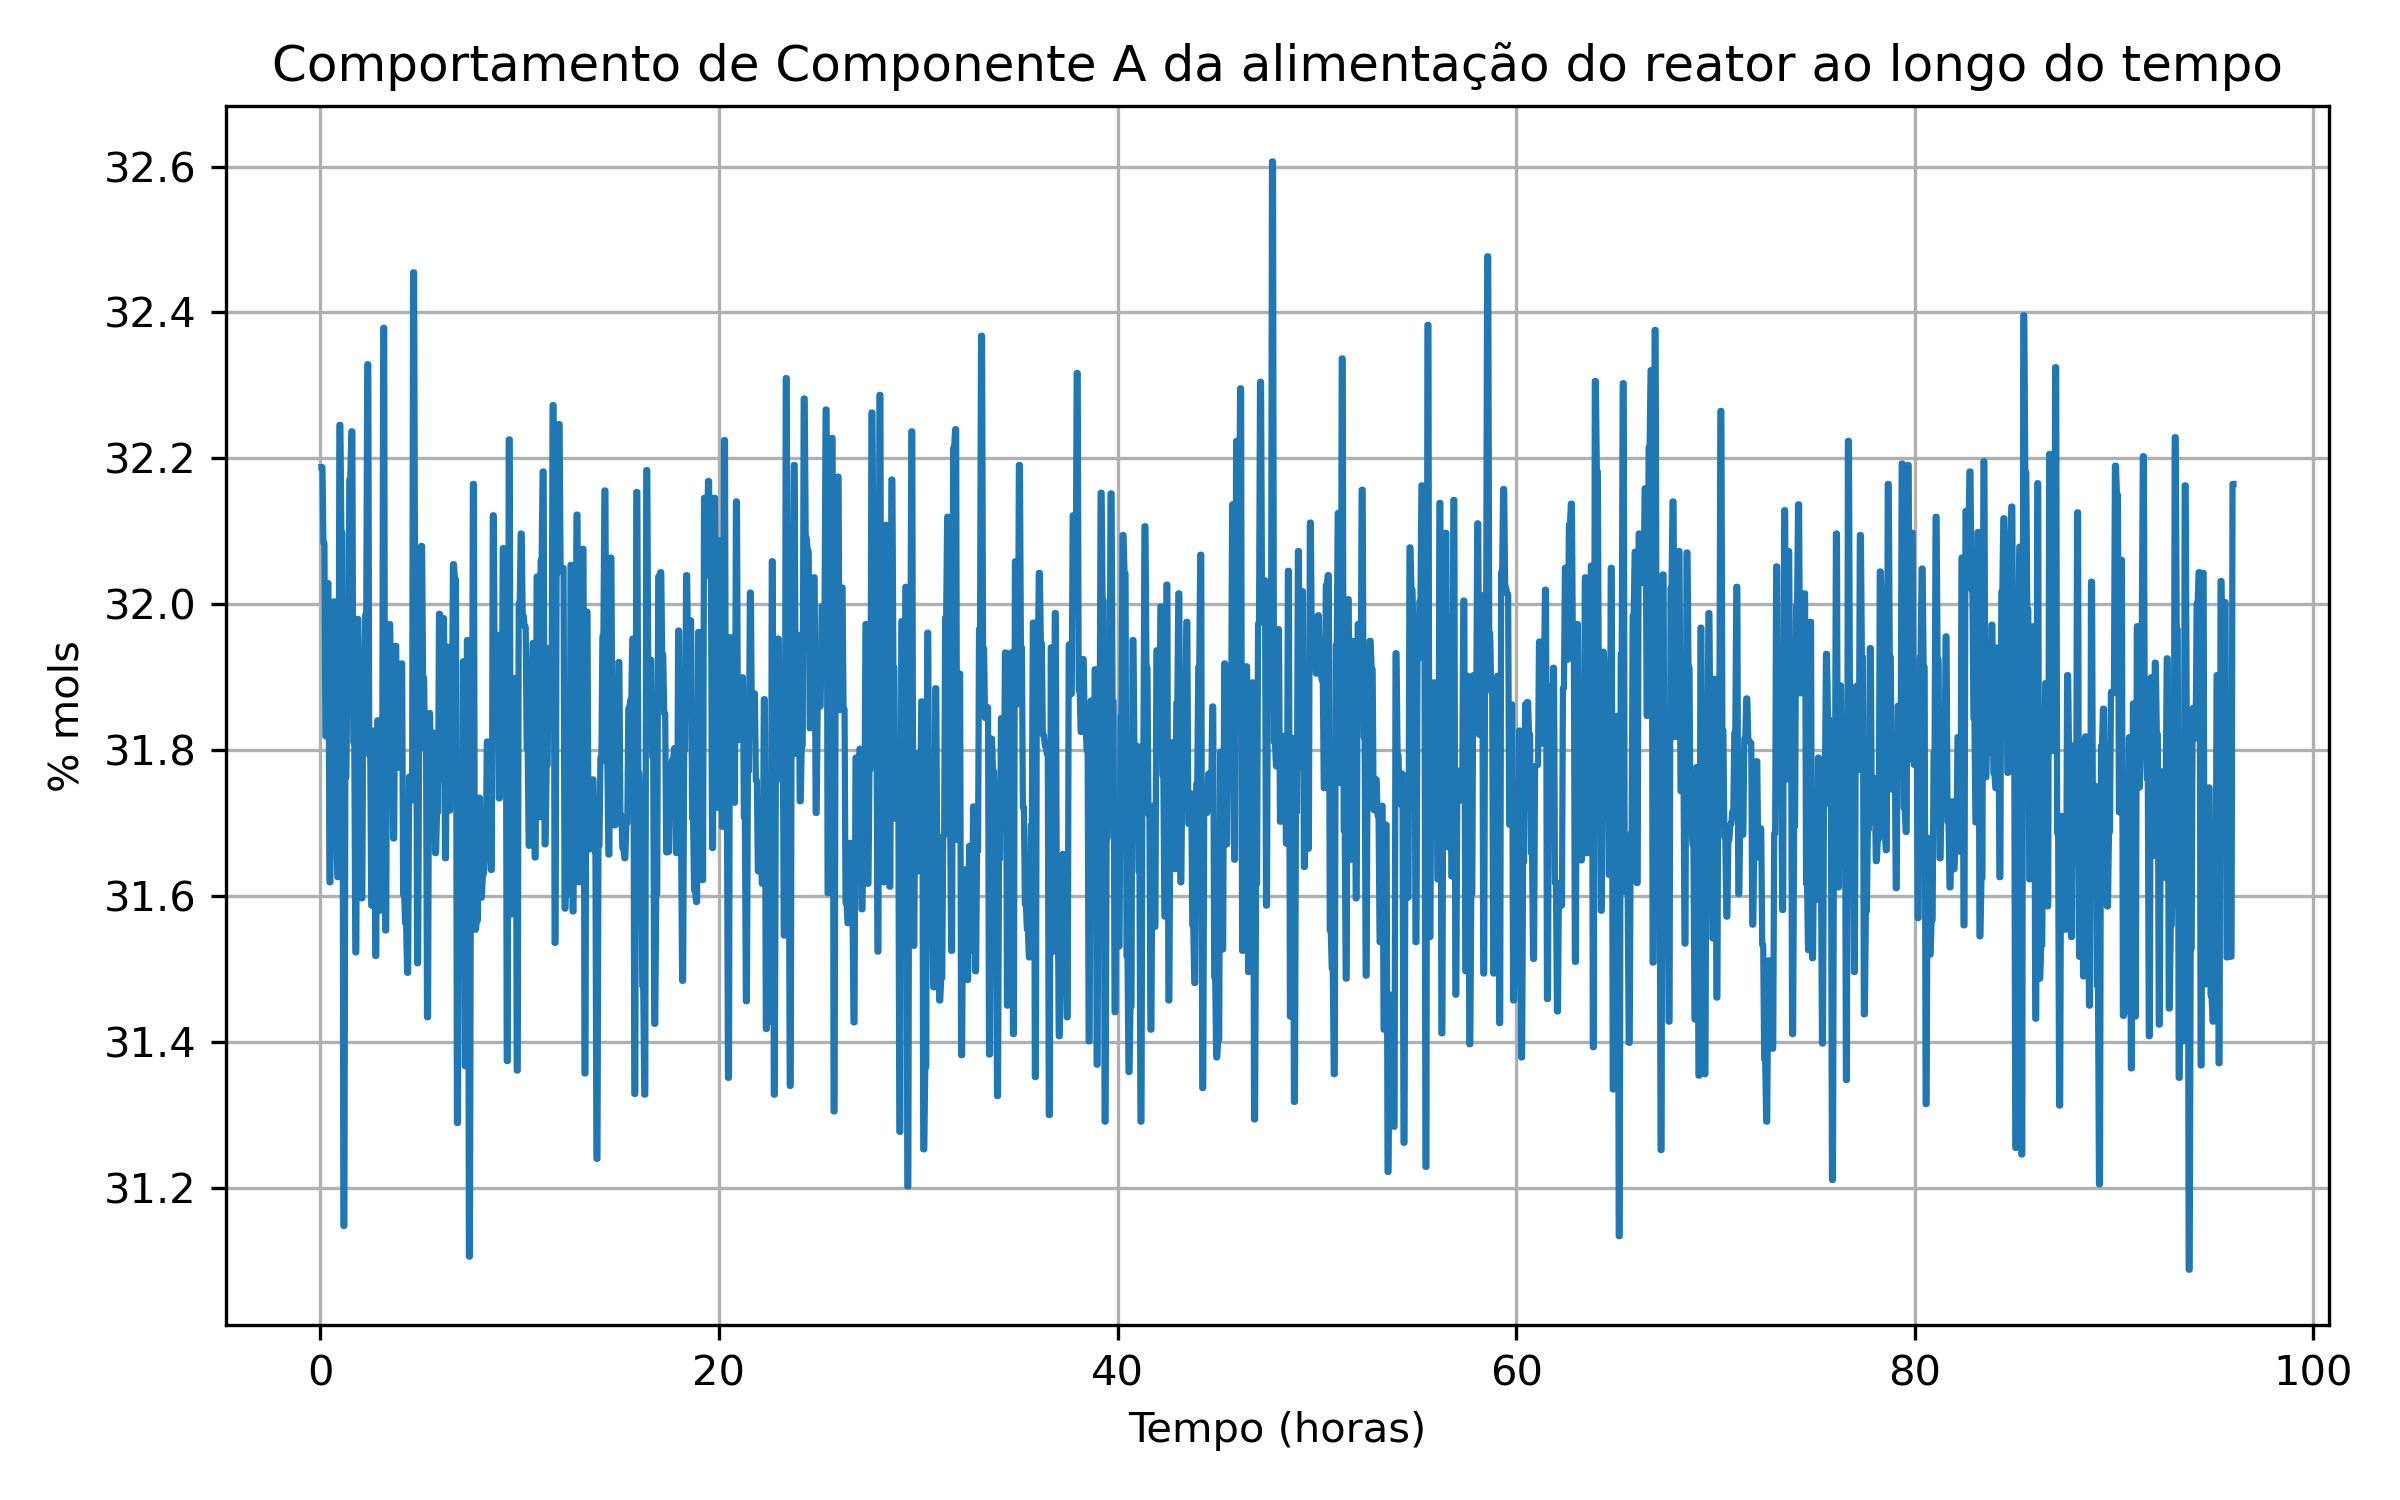 Comportamento de Componente A da alimentação do reator ao longo do tempo
% mols
32.6
32.4
32.2
32.0
31.8
31.6
31.4
31.2
0 20 40 60 80 100
Tempo (horas)